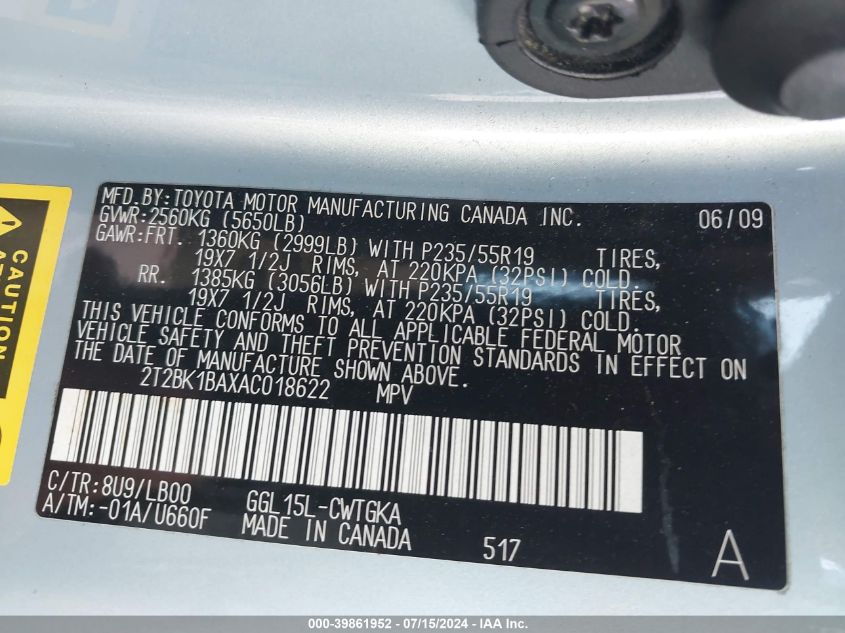 CAUTION
MFD.BY:TOYOTA MOTOR MANUFACTURING CANADA INC. 06/09
GVWR:2560KG (5650LB)
GAWR:FRT. 1360KG (2999LB) WITH P235/55R19 TIRES,
19X7 1/2J RIMS, AT 220KPA (32PSI) COLD.
RR. 1385KG (3056LB) WITH P235/55R19 TIRES,
19X7 1/2J RIMS, AT 220KPA (32PSI) COLD.
THIS VEHICLE CONFORMS TO ALL APPLICABLE FEDERAL MOTOR
VEHICLE SAFETY AND THEFT PREVENTION STANDARDS IN EFFECT ON
THE DATE OF MANUFACTURE SHOWN ABOVE.
2T2BK1BAXAC018622 MPV
C/TR:8U9/LB00 GGL15L-CWTGKA
A/TM:-01A/U660F MADE IN CANADA 517 A
000-39861952 - 07/15/2024 - IAA Inc.